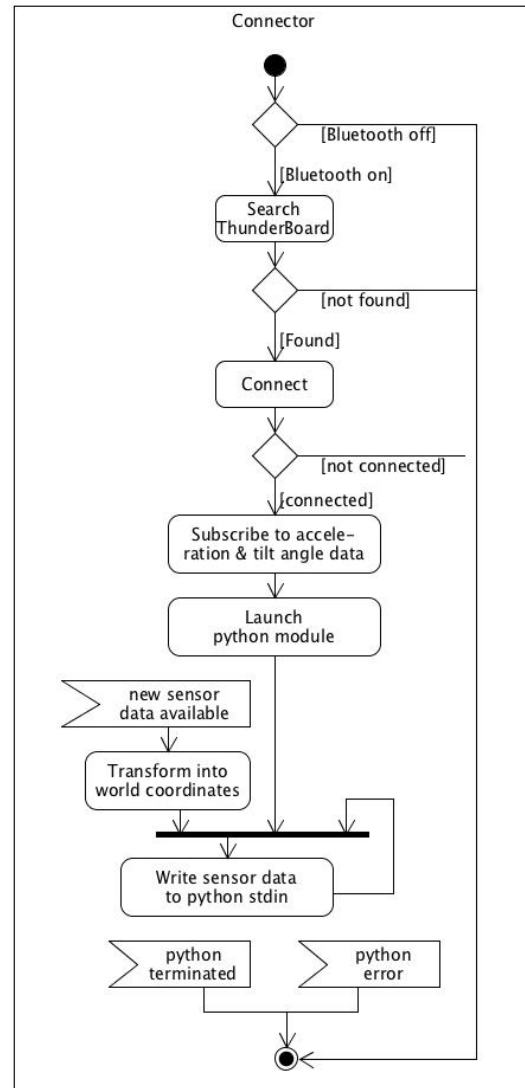 Connector
[Bluetooth off]
[Bluetooth on]
Search
ThunderBoard
[not found]
[Found]
Connect
[not connected]
[connected]
Subscribe to accele-
ration & tilt angle data
Launch
python module
new sensor
data available
Transform into
world coordinates
Write sensor data
to python stdin
python
terminated
python
error